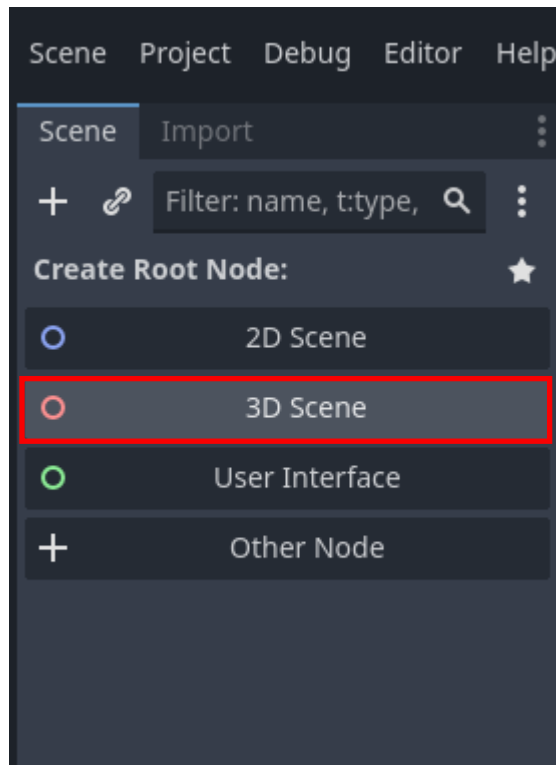 Scene Project Debug Editor Help
Scene Import
Filter: name, t:type,
Create Root Node:
2D Scene
3D Scene
User Interface
Other Node